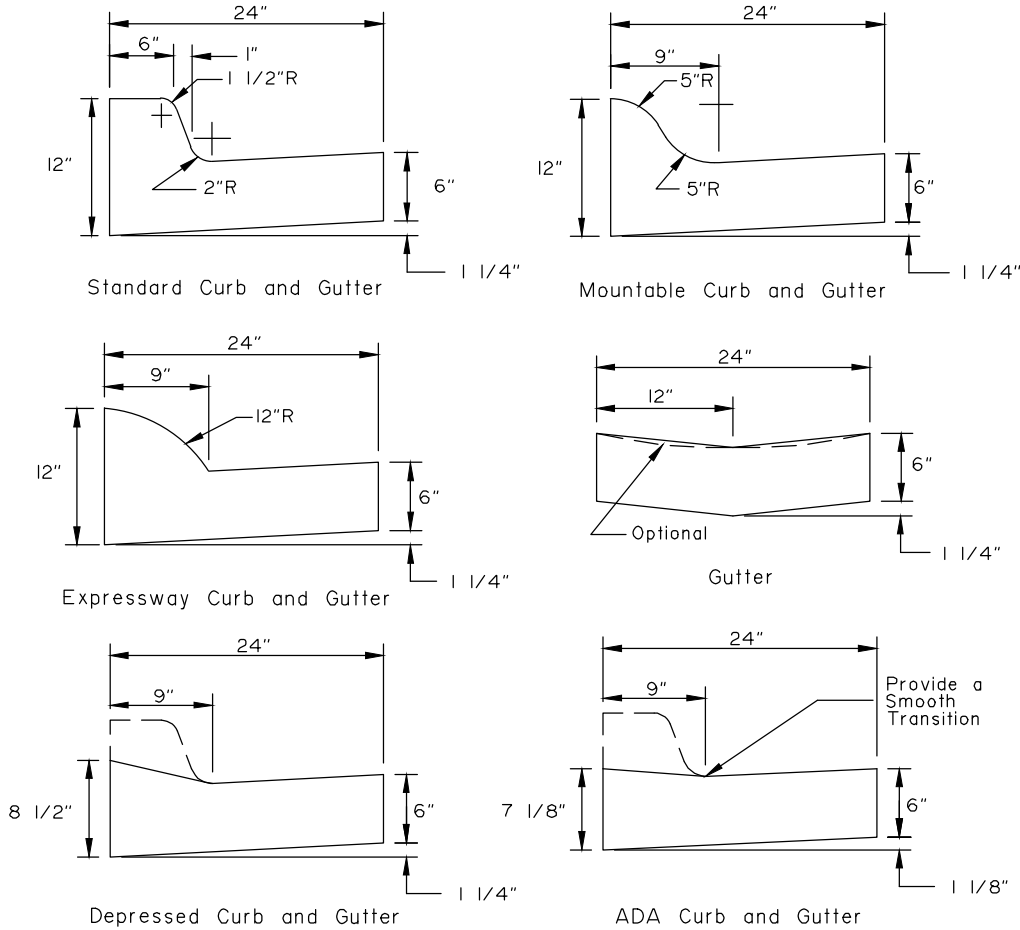 24"
6"
1"
1 1/2"R
12"
2"R
6"
1 1/4"
Standard Curb and Gutter
24"
9"
5"R
12"
5"R
6"
1 1/4"
Mountable Curb and Gutter
24"
9"
12"R
12"
6"
1 1/4"
Expressway Curb and Gutter
24"
12"
6"
Optional
1 1/4"
Gutter
24"
9"
8 1/2"
6"
1 1/4"
Depressed Curb and Gutter
24"
9"
Provide a
Smooth
Transition
7 1/8"
6"
1 1/8"
ADA Curb and Gutter